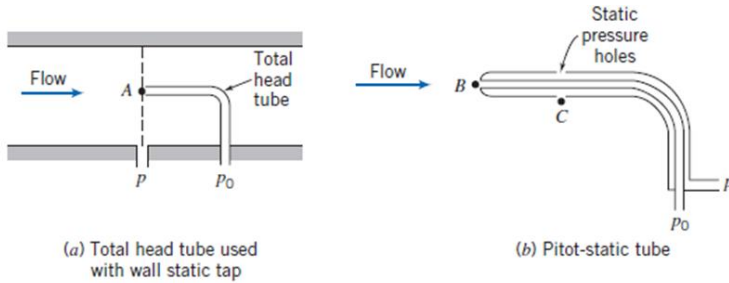 Flow
A
Total
head
tube
p
p0
(a) Total head tube used
with wall static tap
Static
pressure
holes
Flow
B
C
p0
(b) Pitot-static tube